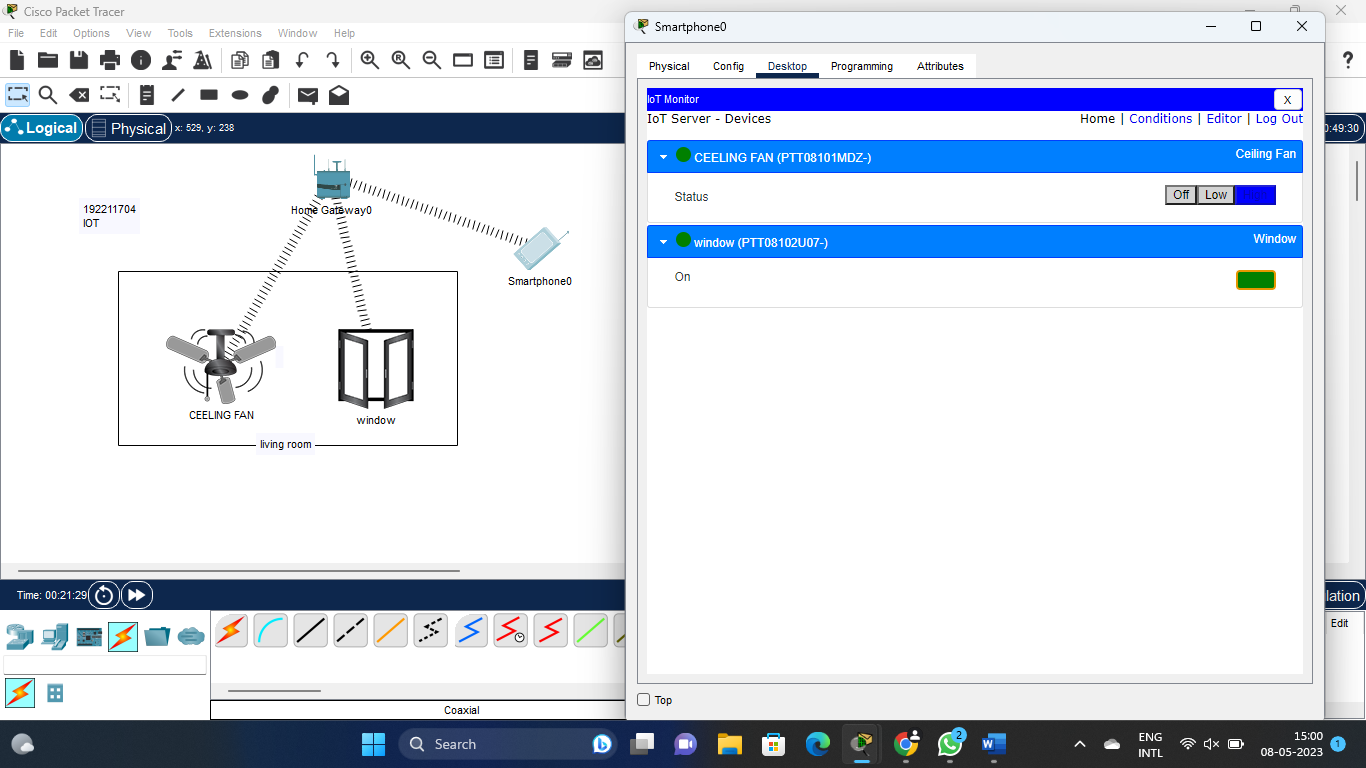 Cisco Packet Tracer
File Edit Options View Tools Extensions Window Help
Logical Physical x: 529, y: 238
192211704
IOT
Home Gateway0
Smartphone0
CEELING FAN
window
living room
Time: 00:21:29
Coaxial
Smartphone0
Physical Config Desktop Programming Attributes
IoT Monitor X
IoT Server - Devices Home | Conditions | Editor | Log Out
CEELING FAN (PTT08101MDZ-) Ceiling Fan
Status Off Low
window (PTT08102U07-) Window
On
Top
?
0:49:30
lation
Edit
Search
2
ENG
INTL
15:00
08-05-2023
1